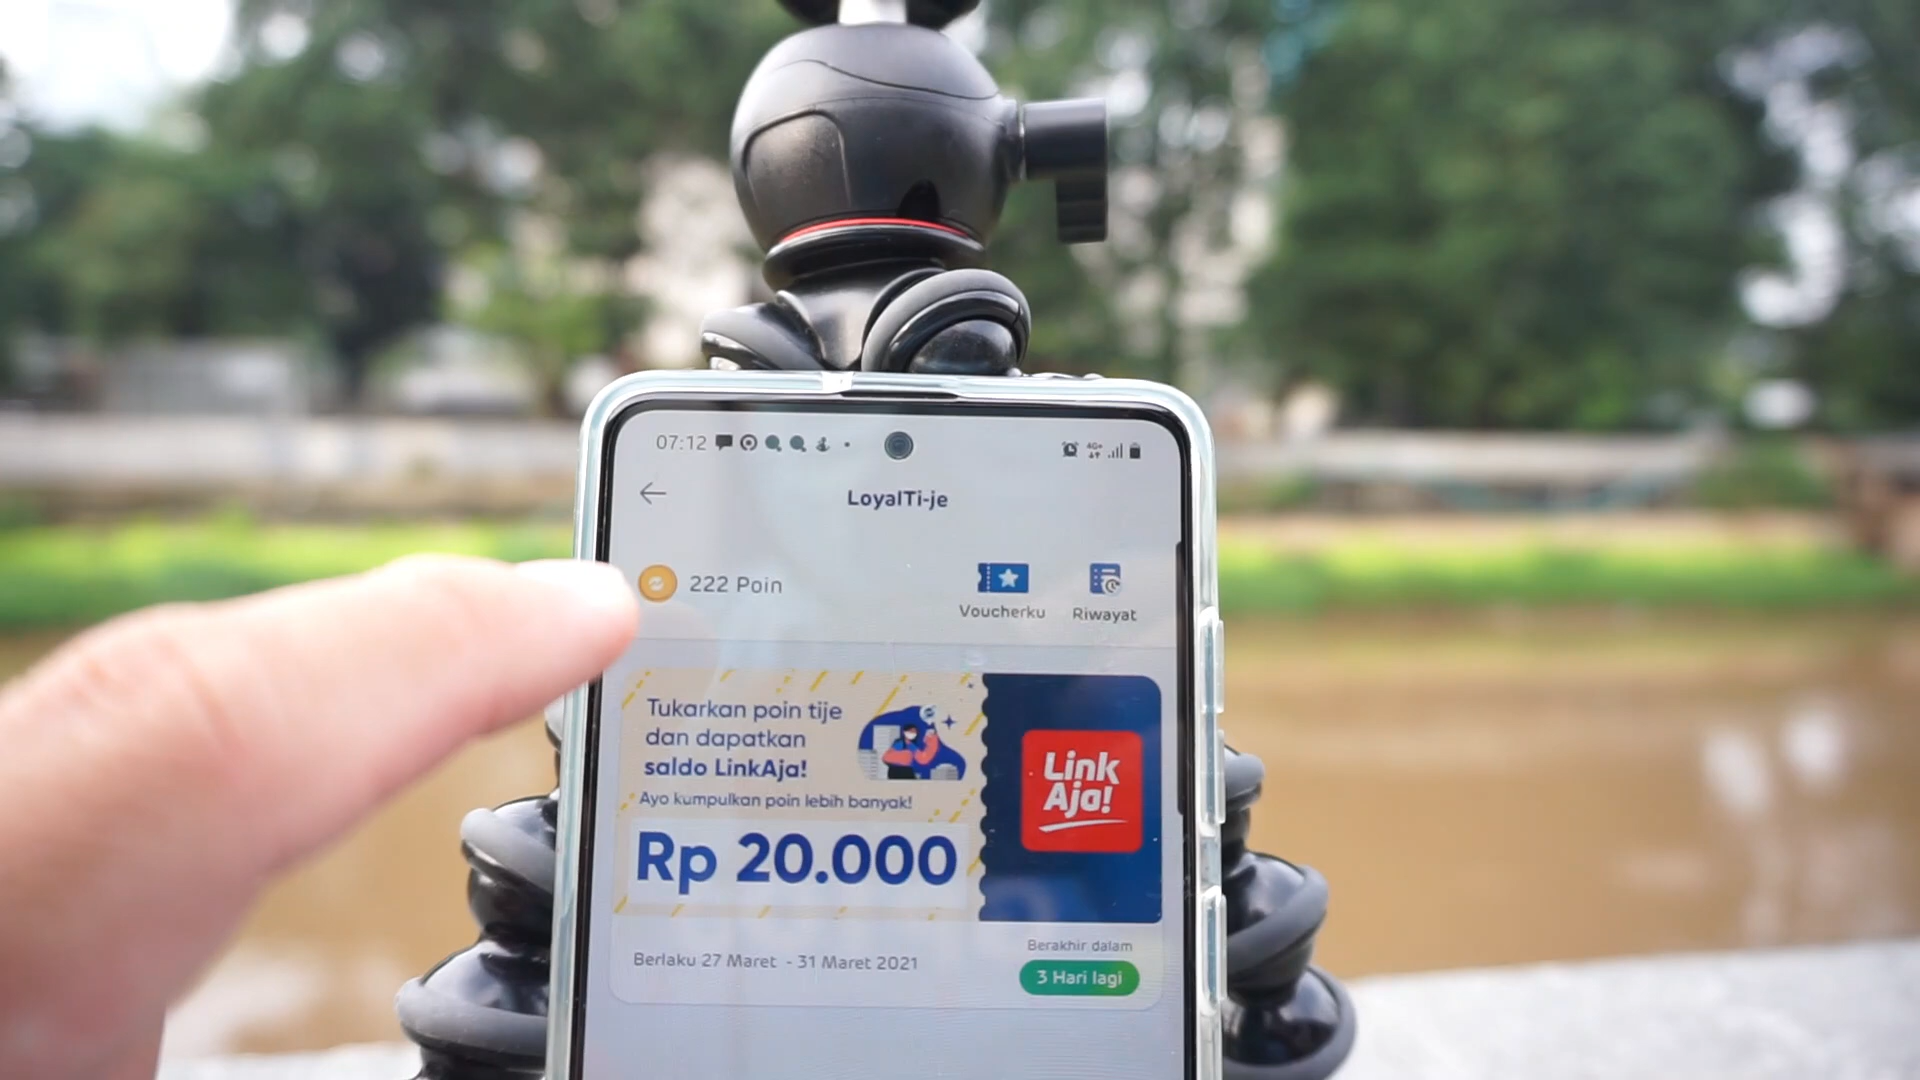 07:12
4G+
LoyalTi-je
222 Poin
Voucherku
Riwayat
Tukarkan poin tije
dan dapatkan
saldo LinkAja!
Ayo kumpulkan poin lebih banyak!
Rp 20.000
Link
Aja!
Berlaku 27 Maret - 31 Maret 2021
Berakhir dalam
3 Hari lagi